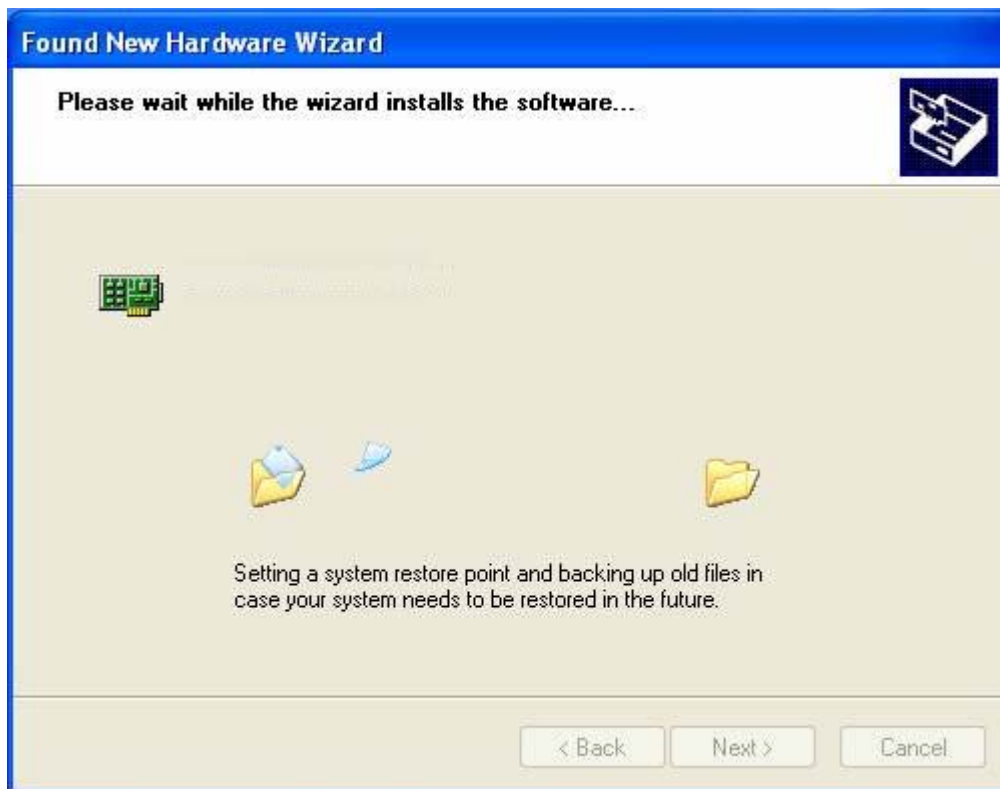 Found New Hardware Wizard
Please wait while the wizard installs the software...
Setting a system restore point and backing up old files in
case your system needs to be restored in the future.
< Back
Next >
Cancel